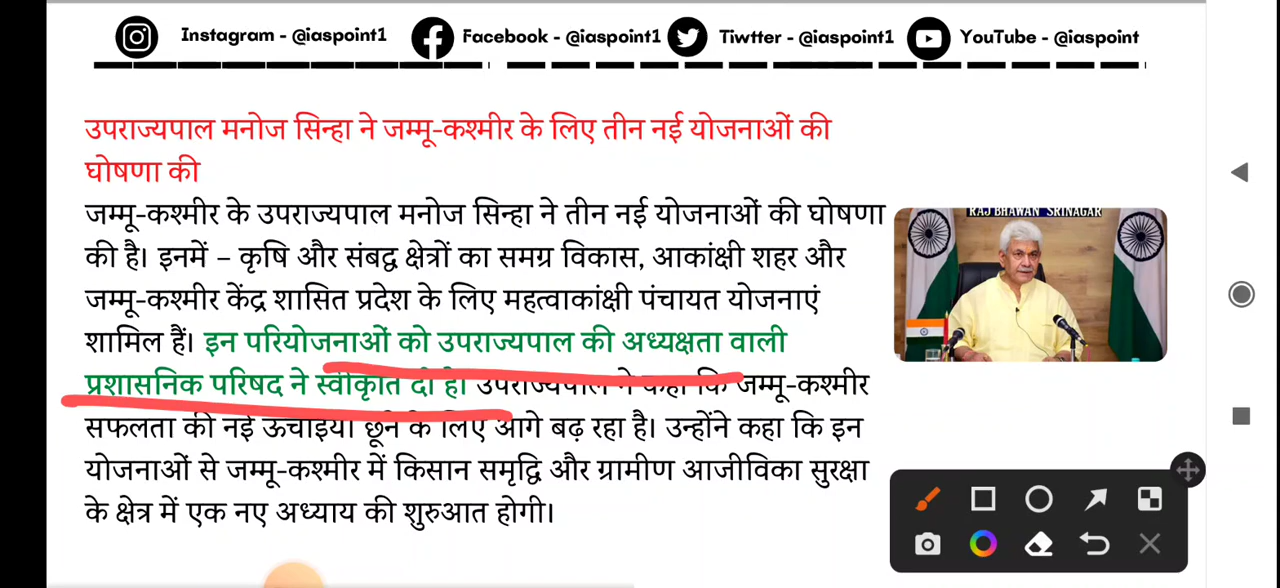 Instagram - @iaspoint1 Facebook - @iaspoint1 Tiwtter - @iaspoint1 YouTube - @iaspoint
उपराज्यपाल मनोज सिन्हा ने जम्मू-कश्मीर के लिए तीन नई योजनाओं की
घोषणा की
जम्मू-कश्मीर के उपराज्यपाल मनोज सिन्हा ने तीन नई योजनाओं की घोषणा
की है। इनमें – कृषि और संबद्ध क्षेत्रों का समग्र विकास, आकांक्षी शहर और
जम्मू-कश्मीर केंद्र शासित प्रदेश के लिए महत्वाकांक्षी पंचायत योजनाएं
शामिल हैं। इन परियोजनाओं को उपराज्यपाल की अध्यक्षता वाली
प्रशासनिक परिषद ने स्वीकृति दी है। उपराज्यपाल ने कहा कि जम्मू-कश्मीर
सफलता की नई ऊंचाइयों छूने के लिए आगे बढ़ रहा है। उन्होंने कहा कि इन
योजनाओं से जम्मू-कश्मीर में किसान समृद्धि और ग्रामीण आजीविका सुरक्षा
के क्षेत्र में एक नए अध्याय की शुरुआत होगी।
RAJ BHAWAN SRINAGAR